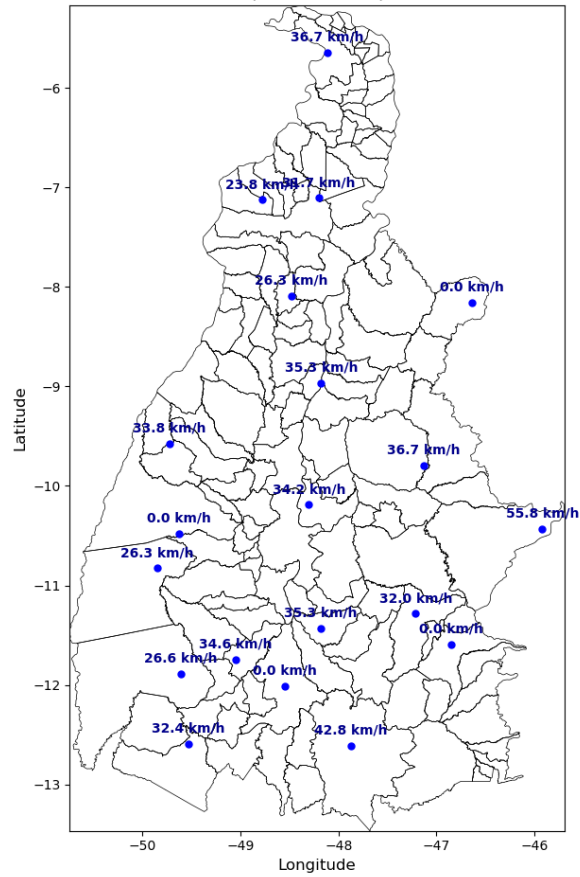 36.7 km/h
−6
−7
23.8 km/h
31.7 km/h
26.3 km/h
0.0 km/h
−8
35.3 km/h
−9
33.8 km/h
36.7 km/h
Latitude
−10
34.2 km/h
0.0 km/h
55.8 km/h
26.3 km/h
−11
32.0 km/h
35.3 km/h
0.0 km/h
34.6 km/h
26.6 km/h
0.0 km/h
−12
32.4 km/h
42.8 km/h
−13
−50
−49
−48
−47
−46
Longitude